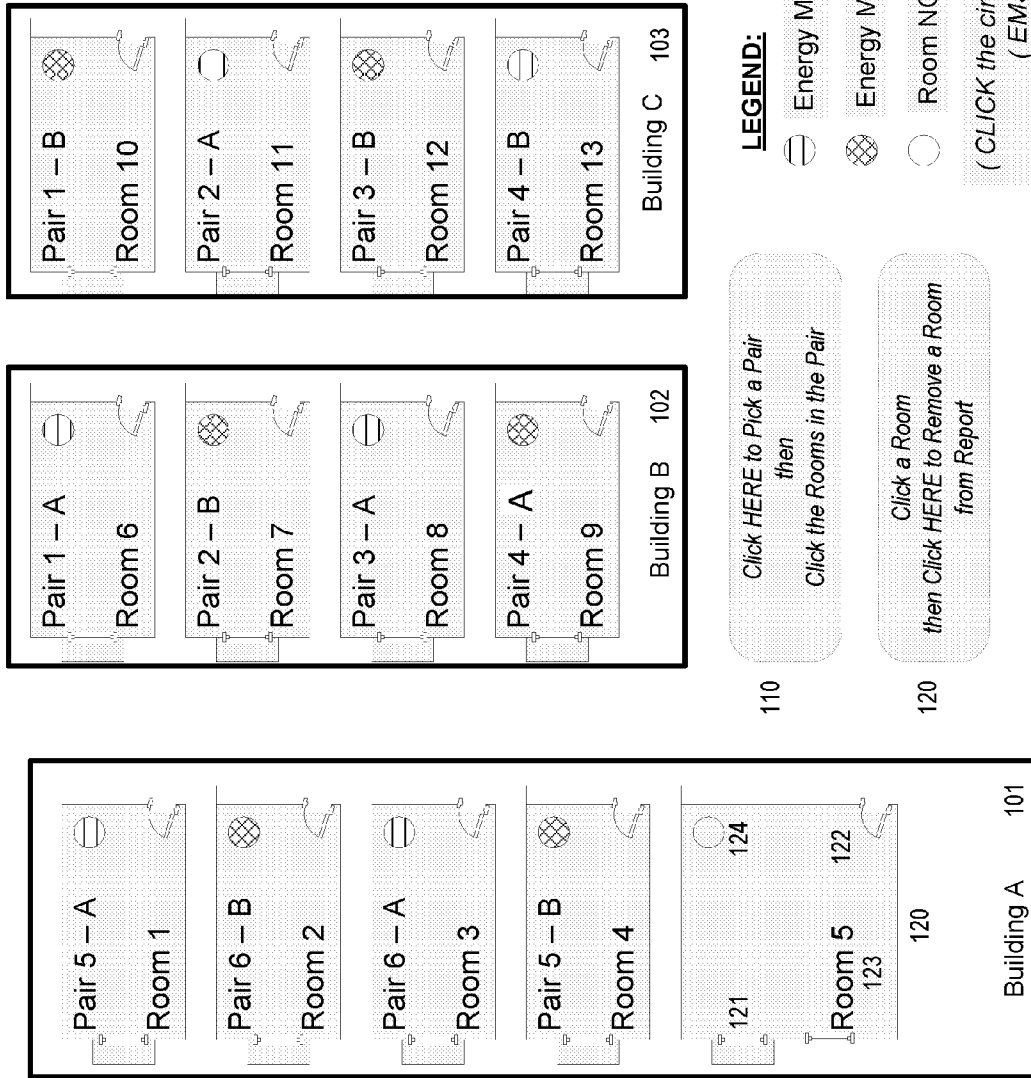 Pair 5 – A
Room 1
Pair 6 – B
Room 2
Pair 6 – A
Room 3
Pair 5 – B
Room 4
121
124
Room 5
123
122
120
Building A
101
Pair 1 – A
Room 6
Pair 2 – B
Room 7
Pair 3 – A
Room 8
Pair 4 – A
Room 9
Building B
102
Pair 1 – B
Room 10
Pair 2 – A
Room 11
Pair 3 – B
Room 12
Pair 4 – B
Room 13
Building C
103
110
Click HERE to Pick a Pair
then
Click the Rooms in the Pair
120
Click a Room
then Click HERE to Remove a Room
from Report
LEGEND:
Energy
Energy
Room
( CLICK the
(